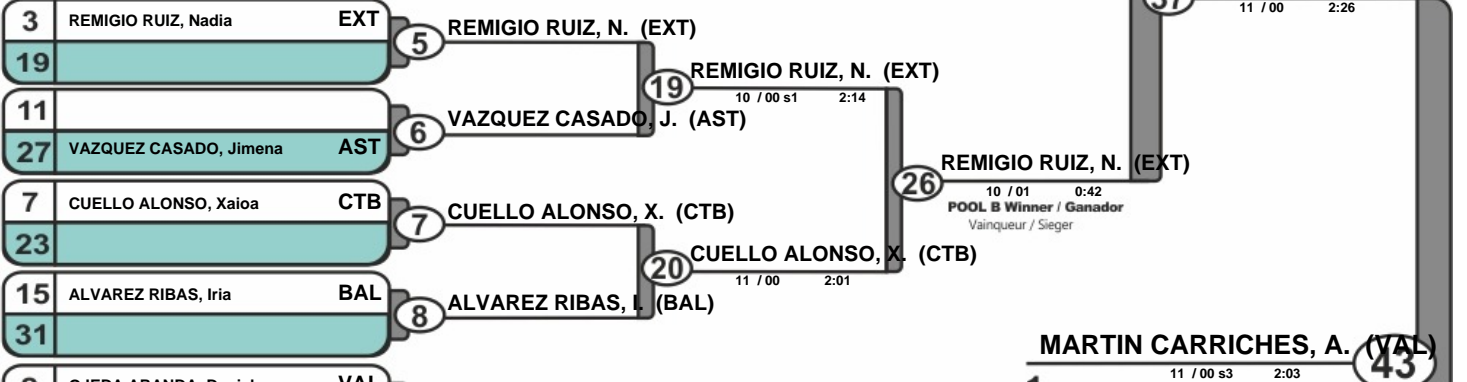 3 REMIGIO RUIZ, Nadia EXT
19
5
REMIGIO RUIZ, N. (EXT)
11
27 VAZQUEZ CASADO, Jimena AST
6
VAZQUEZ CASADO, J. (AST)
19
REMIGIO RUIZ, N. (EXT)
10 / 00 s1 2:14
7 CUELLO ALONSO, Xaioa CTB
23
7
CUELLO ALONSO, X. (CTB)
15 ALVAREZ RIBAS, Iria BAL
31
8
ALVAREZ RIBAS, I. (BAL)
20
CUELLO ALONSO, X. (CTB)
11 / 00 2:01
26
REMIGIO RUIZ, N. (EXT)
10 / 01 0:42
POOL B Winner / Ganador
Vainqueur / Sieger
37
11 / 00 2:26
MARTIN CARRICHES, A. (VAL)
43
11 / 00 s3 2:03
VAL